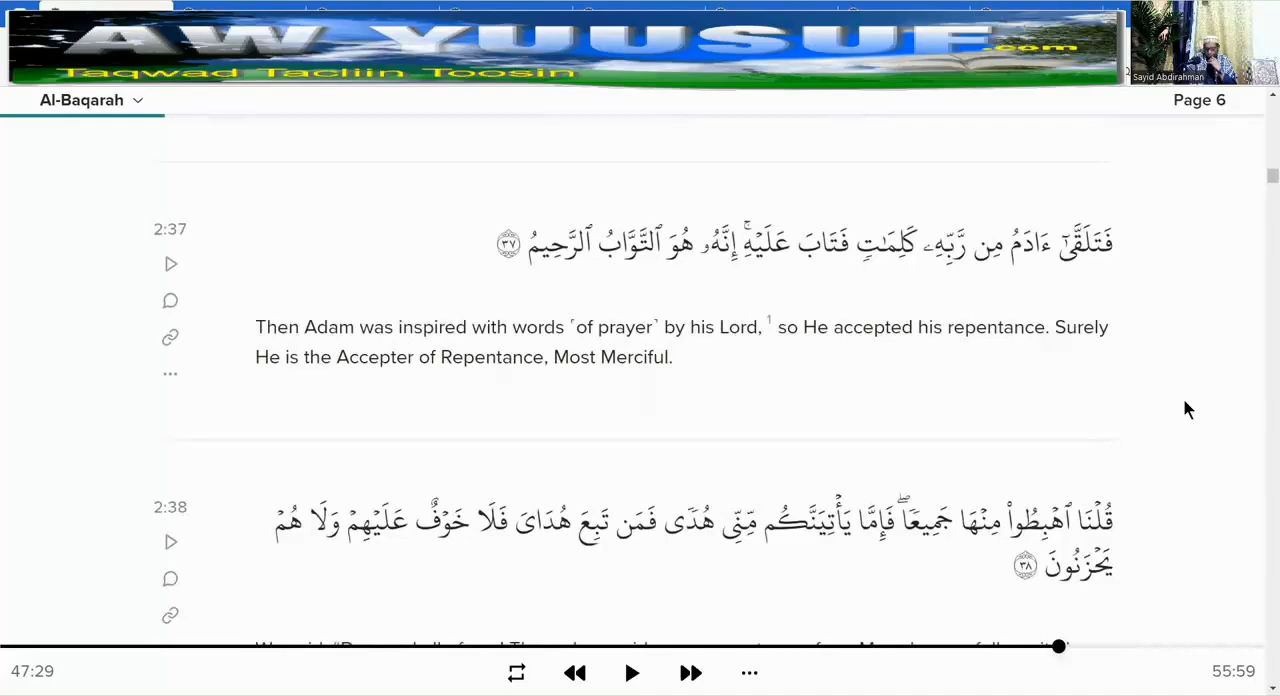 AW YUUSUF.com
Taqwad Tacliin Toosin
Sayid Abdirahman
Al-Baqarah
Page 6
2:37
فَتَلَقَّىٰٓ ءَادَمُ مِن رَّبِّهِۦ كَلِمَـٰتٍ فَتَابَ عَلَيْهِ ۚ إِنَّهُۥ هُوَ ٱلتَّوَّابُ ٱلرَّحِيمُ ٣٧
Then Adam was inspired with words ˹of prayer˺ by his Lord,1 so He accepted his repentance. Surely
He is the Accepter of Repentance, Most Merciful.
2:38
قُلْنَا ٱهْبِطُوا۟ مِنْهَا جَمِيعًا ۖ فَإِمَّا يَأْتِيَنَّكُم مِّنِّى هُدًى فَمَن تَبِعَ هُدَاىَ فَلَا خَوْفٌ عَلَيْهِمْ وَلَا هُمْ
يَحْزَنُونَ ٣٨
47:29
55:59